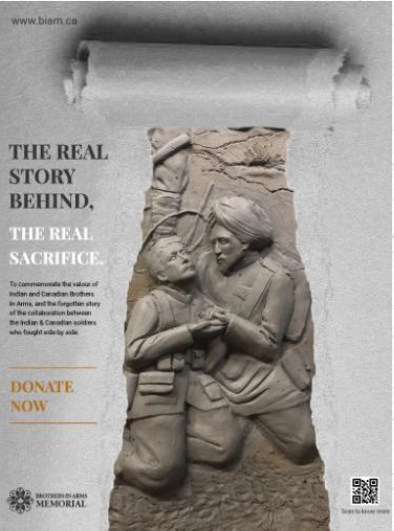 www.biam.ca
THE REAL
STORY
BEHIND,
THE REAL
SACRIFICE.
To commemorate the valour of
Indian and Canadian Brothers
In Arms, and the forgotten story
of the collaboration between
the Indian & Canadian soldiers
who fought side by side.
DONATE
NOW
BROTHERS IN ARMS
MEMORIAL
Scan to know more